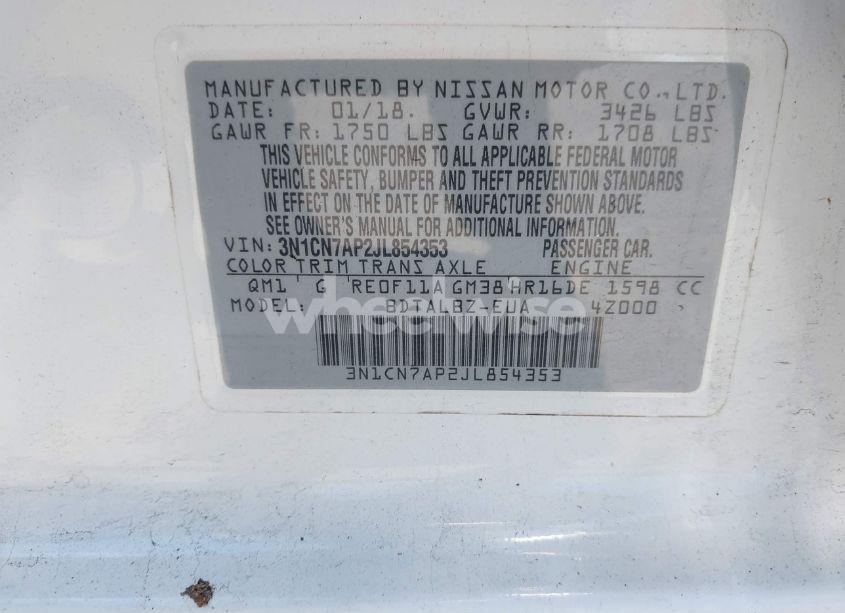 MANUFACTURED BY NISSAN MOTOR CO., LTD.
DATE: 01/18. GVWR: 3426 LBS
GAWR FR: 1750 LBS GAWR RR: 1708 LBS
THIS VEHICLE CONFORMS TO ALL APPLICABLE FEDERAL MOTOR
VEHICLE SAFETY, BUMPER AND THEFT PREVENTION STANDARDS
IN EFFECT ON THE DATE OF MANUFACTURE SHOWN ABOVE.
SEE OWNER'S MANUAL FOR ADDITIONAL INFORMATION.
VIN: 3N1CN7AP2JL854353 PASSENGER CAR.
COLOR TRIM TRANS AXLE ENGINE
QM1 G RE0F11A GM38 HR16DE 1598 CC
MODEL: BDTALBZ-EUA 4Z000
wheelwise
3N1CN7AP2JL854353